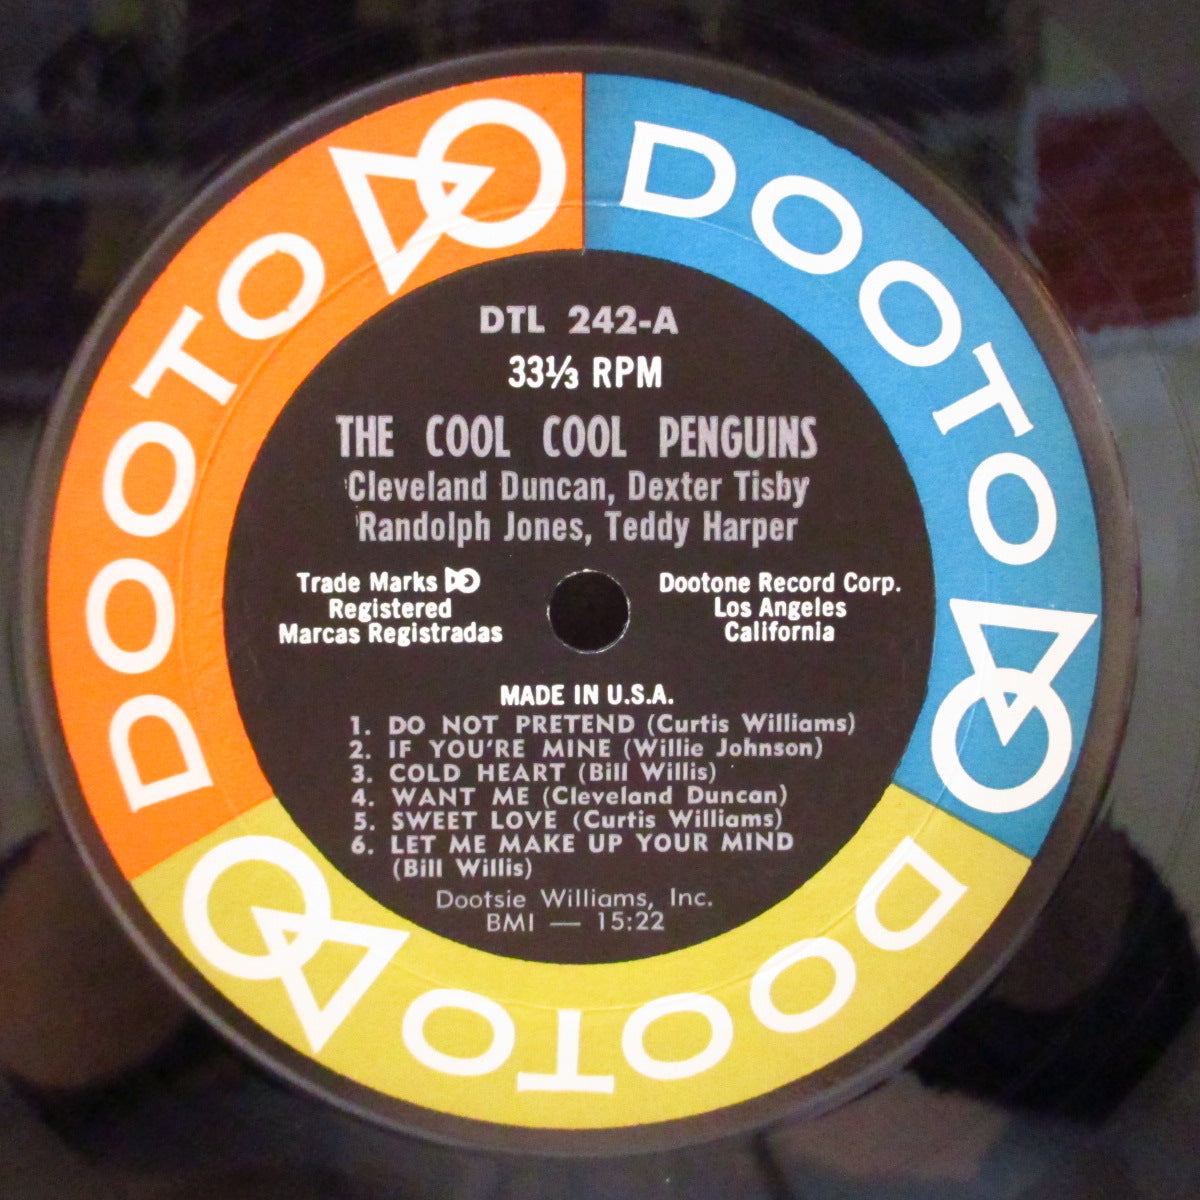 DOOTO
DOOTO
DOOTO
DTL 242-A
33⅓ RPM
THE COOL COOL PENGUINS
Cleveland Duncan, Dexter Tisby
Randolph Jones, Teddy Harper
Trade Marks DO
Registered
Marcas Registradas
Dootone Record Corp.
Los Angeles
California
MADE IN U.S.A.
1. DO NOT PRETEND (Curtis Williams)
2. IF YOU'RE MINE (Willie Johnson)
3. COLD HEART (Bill Willis)
4. WANT ME (Cleveland Duncan)
5. SWEET LOVE (Curtis Williams)
6. LET ME MAKE UP YOUR MIND
(Bill Willis)
Dootsie Williams, Inc.
BMI — 15:22